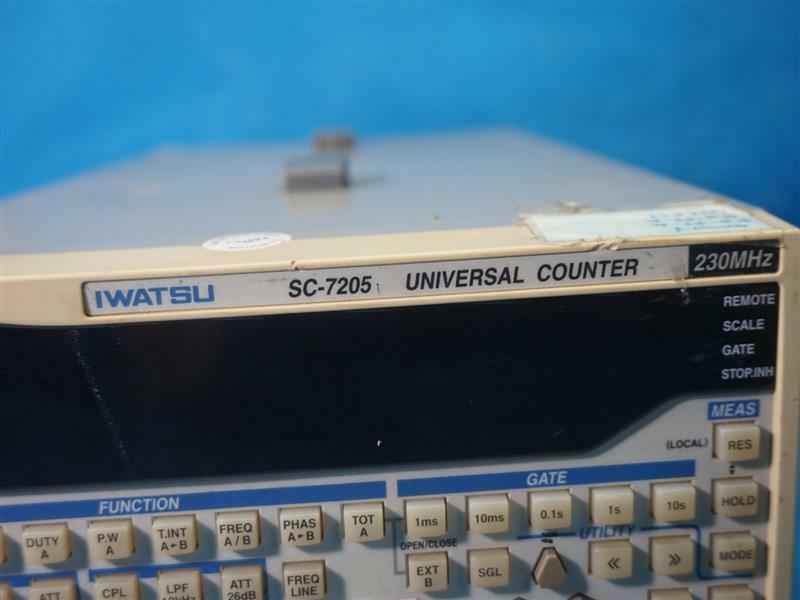 IWATSU SC-7205 UNIVERSAL COUNTER 230MHz
REMOTE
SCALE
GATE
STOP.INH
MEAS
(LOCAL) RES
FUNCTION GATE
DUTY A P.W A T.INT A►B FREQ A/B PHAS A►B TOT A 1ms 10ms 0.1s 1s 10s HOLD
OPEN/CLOSE UTILITY
ATT CPL LPF ATT 26dB FREQ LINE EXT B SGL « » MODE